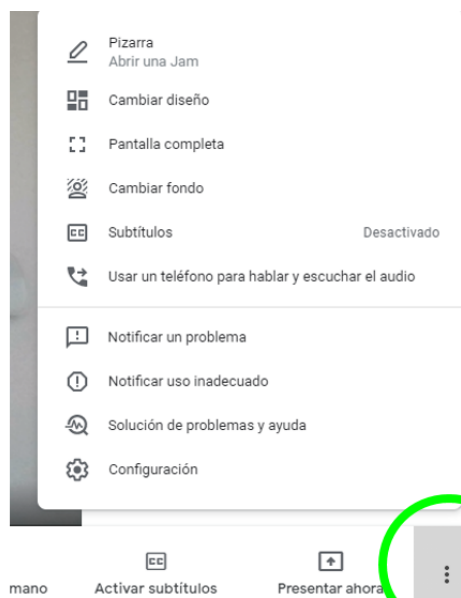 Pizarra
Abrir una Jam
Cambiar diseño
Pantalla completa
Cambiar fondo
Subtítulos Desactivado
Usar un teléfono para hablar y escuchar el audio
Notificar un problema
Notificar uso inadecuado
Solución de problemas y ayuda
Configuración
mano Activar subtítulos Presentar ahora